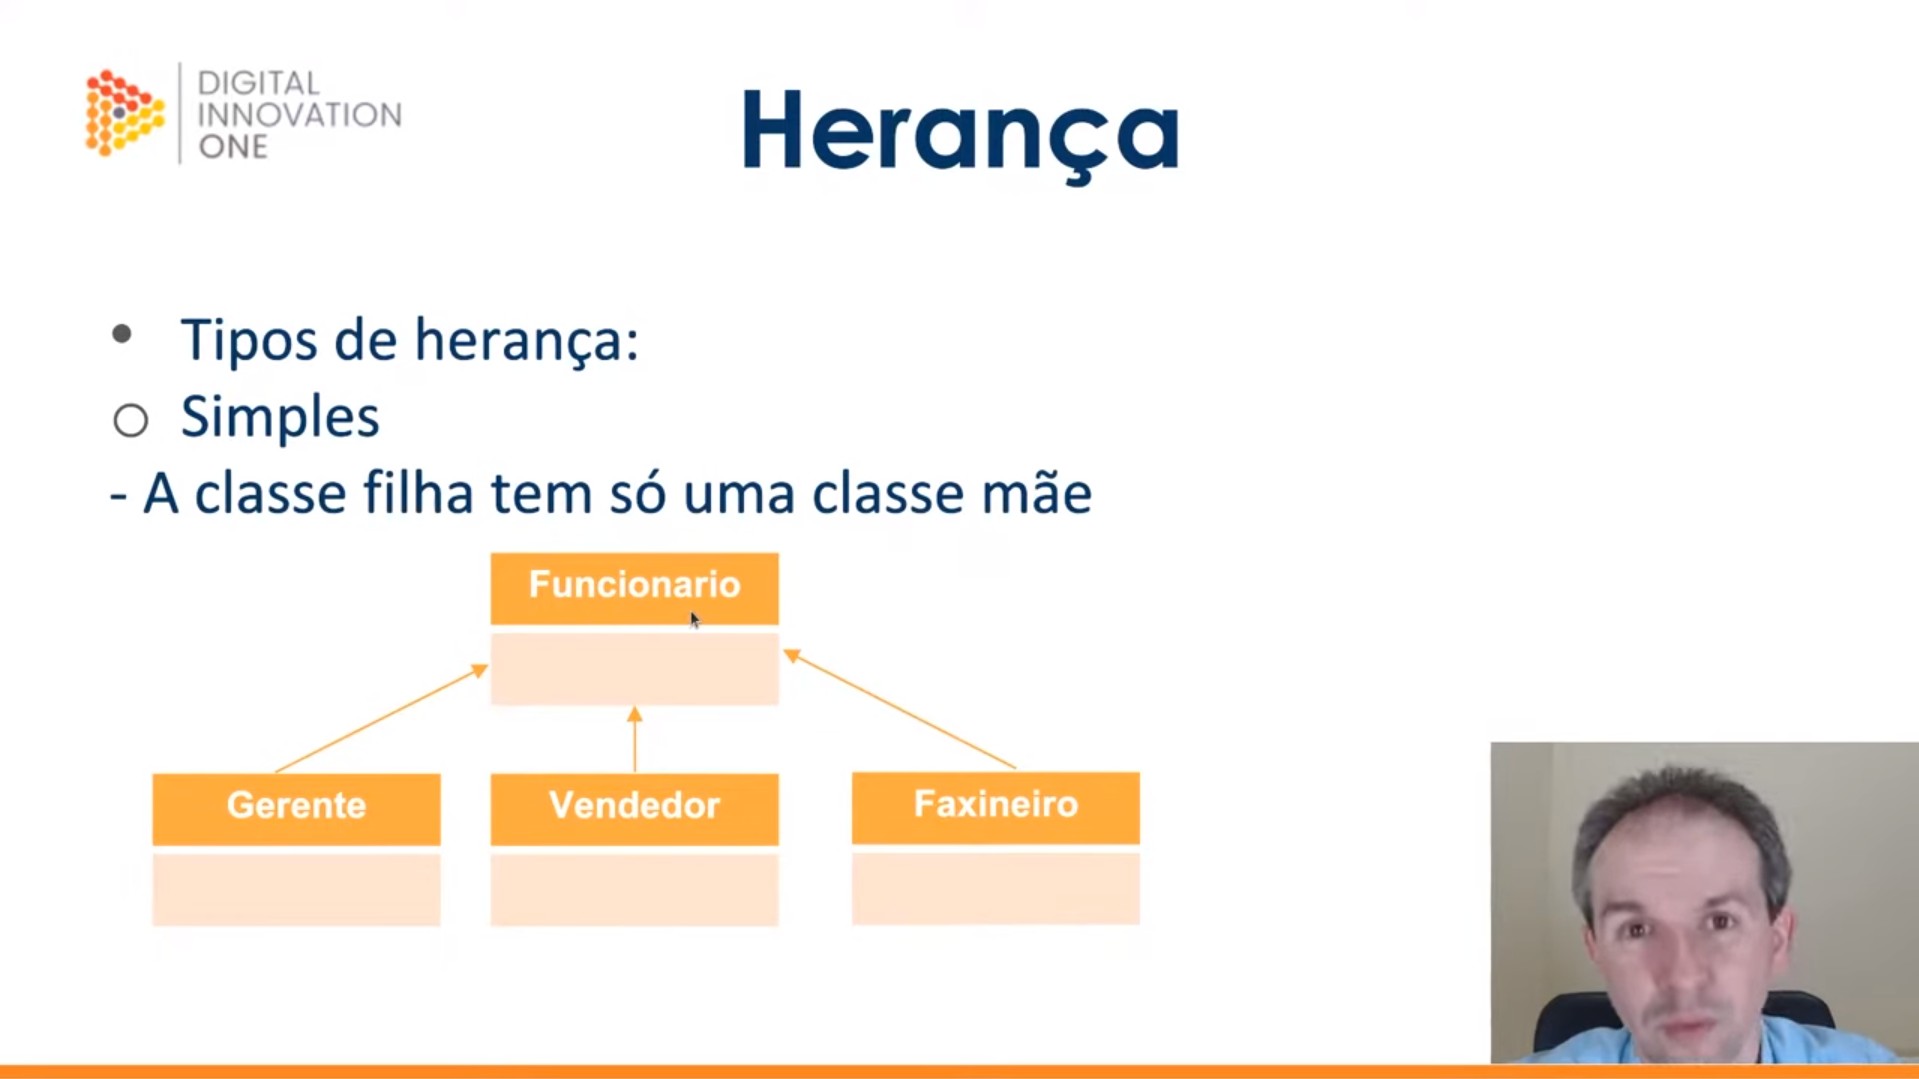 DIGITAL
INNOVATION
ONE
Herança
• Tipos de herança:
○ Simples
- A classe filha tem só uma classe mãe
Funcionario
Gerente
Vendedor
Faxineiro